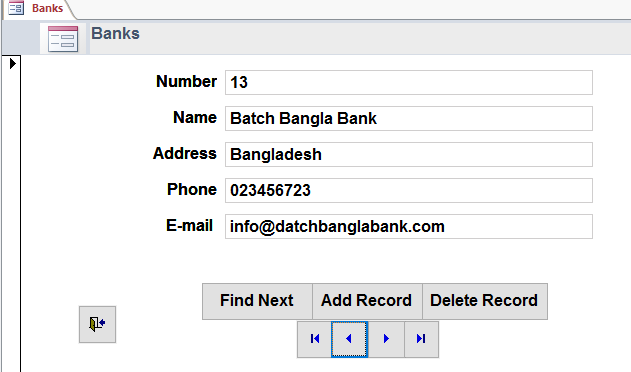 Banks
Banks
Number 13
Name Batch Bangla Bank
Address Bangladesh
Phone 023456723
E-mail info@datchbanglabank.com
Find Next Add Record Delete Record